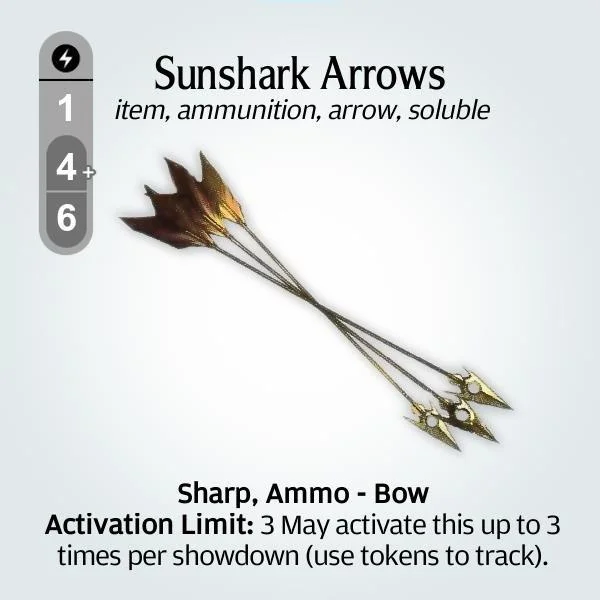 Sunshark Arrows
item, ammunition, arrow, soluble
1
4+
6
Sharp, Ammo - Bow
Activation Limit: 3 May activate this up to 3
times per showdown (use tokens to track).